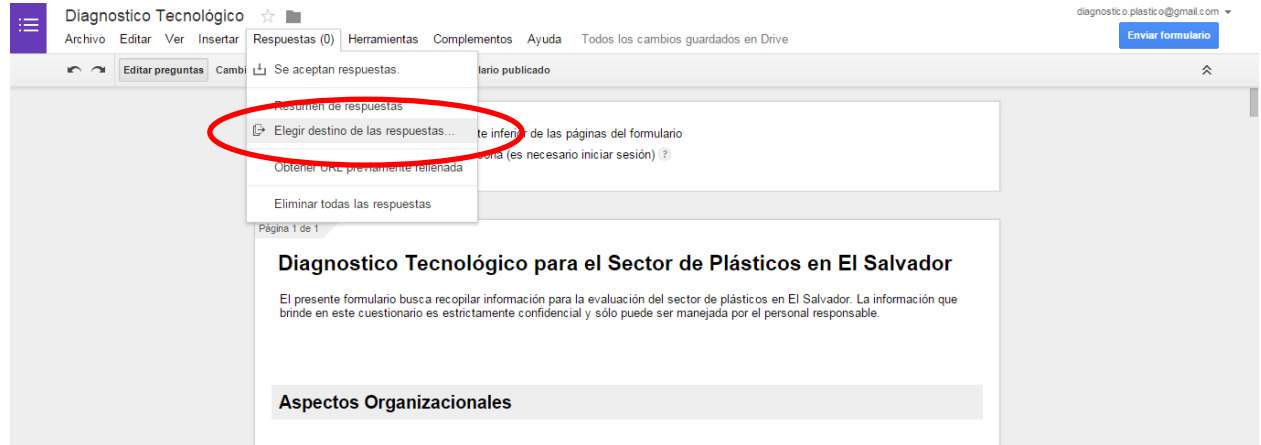 Diagnostico Tecnológico
diagnostico.plastico@gmail.com
Archivo Editar Ver Insertar Respuestas (0) Herramientas Complementos Ayuda Todos los cambios guardados en Drive
Enviar formulario
Editar preguntas Cambi lario publicado
Se aceptan respuestas.
Resumen de respuestas
Elegir destino de las respuestas...
te inferior de las páginas del formulario
sona (es necesario iniciar sesión) ?
Obtener URL previamente rellenada
Eliminar todas las respuestas
Página 1 de 1
Diagnostico Tecnológico para el Sector de Plásticos en El Salvador
El presente formulario busca recopilar información para la evaluación del sector de plásticos en El Salvador. La información que
brinde en este cuestionario es estrictamente confidencial y sólo puede ser manejada por el personal responsable.
Aspectos Organizacionales